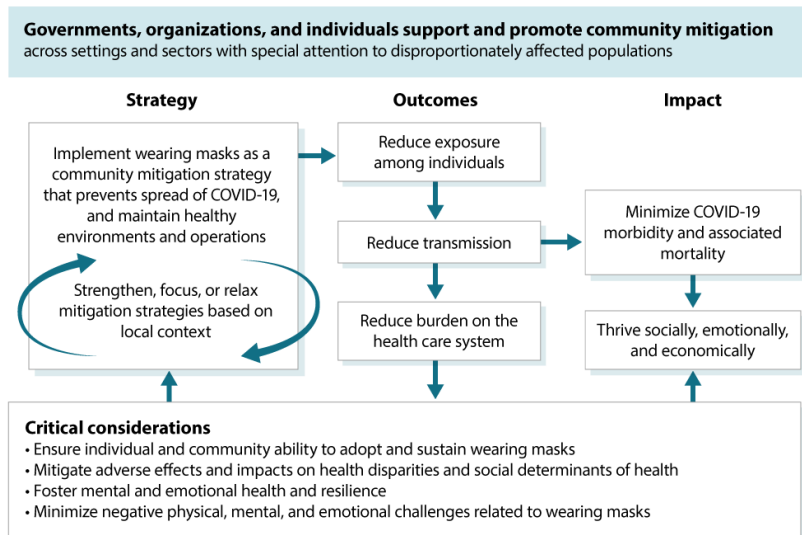 Governments, organizations, and individuals support and promote community mitigation
across settings and sectors with special attention to disproportionately affected populations
Strategy
Implement wearing masks as a
community mitigation strategy
that prevents spread of COVID-19,
and maintain healthy
environments and operations
Strengthen, focus, or relax
mitigation strategies based on
local context
Outcomes
Reduce exposure
among individuals
Reduce transmission
Reduce burden on the
health care system
Impact
Minimize COVID-19
morbidity and associated
mortality
Thrive socially, emotionally,
and economically
Critical considerations
• Ensure individual and community ability to adopt and sustain wearing masks
• Mitigate adverse effects and impacts on health disparities and social determinants of health
• Foster mental and emotional health and resilience
• Minimize negative physical, mental, and emotional challenges related to wearing masks